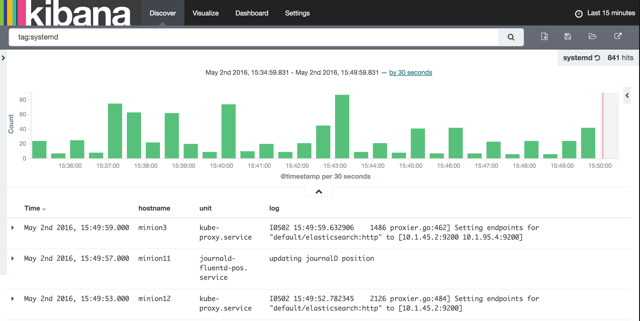 kibana Discover Visualize Dashboard Settings Last 15 minutes
tag:systemd
systemd 841 hits
May 2nd 2016, 15:34:59.831 - May 2nd 2016, 15:49:59.831 — by 30 seconds
Count
80
60
40
20
0
15:36:00 15:37:00 15:38:00 15:39:00 15:40:00 15:41:00 15:42:00 15:43:00 15:44:00 15:45:00 15:46:00 15:47:00 15:48:00 15:49:00 15:50:00
@timestamp per 30 seconds
Time hostname unit log
May 2nd 2016, 15:49:59.000 minion3 kube- I0502 15:49:59.632906 1486 proxier.go:462] Setting endpoints for
proxy.service "default/elasticsearch:http" to [10.1.45.2:9200 10.1.95.4:9200]
May 2nd 2016, 15:49:57.000 minion11 journald- updating journalD position
fluentd-pos.
service
May 2nd 2016, 15:49:53.000 minion12 kube- I0502 15:49:52.782345 2126 proxier.go:484] Setting endpoints for
proxy.service "default/elasticsearch:http" to [10.1.45.2:9200]